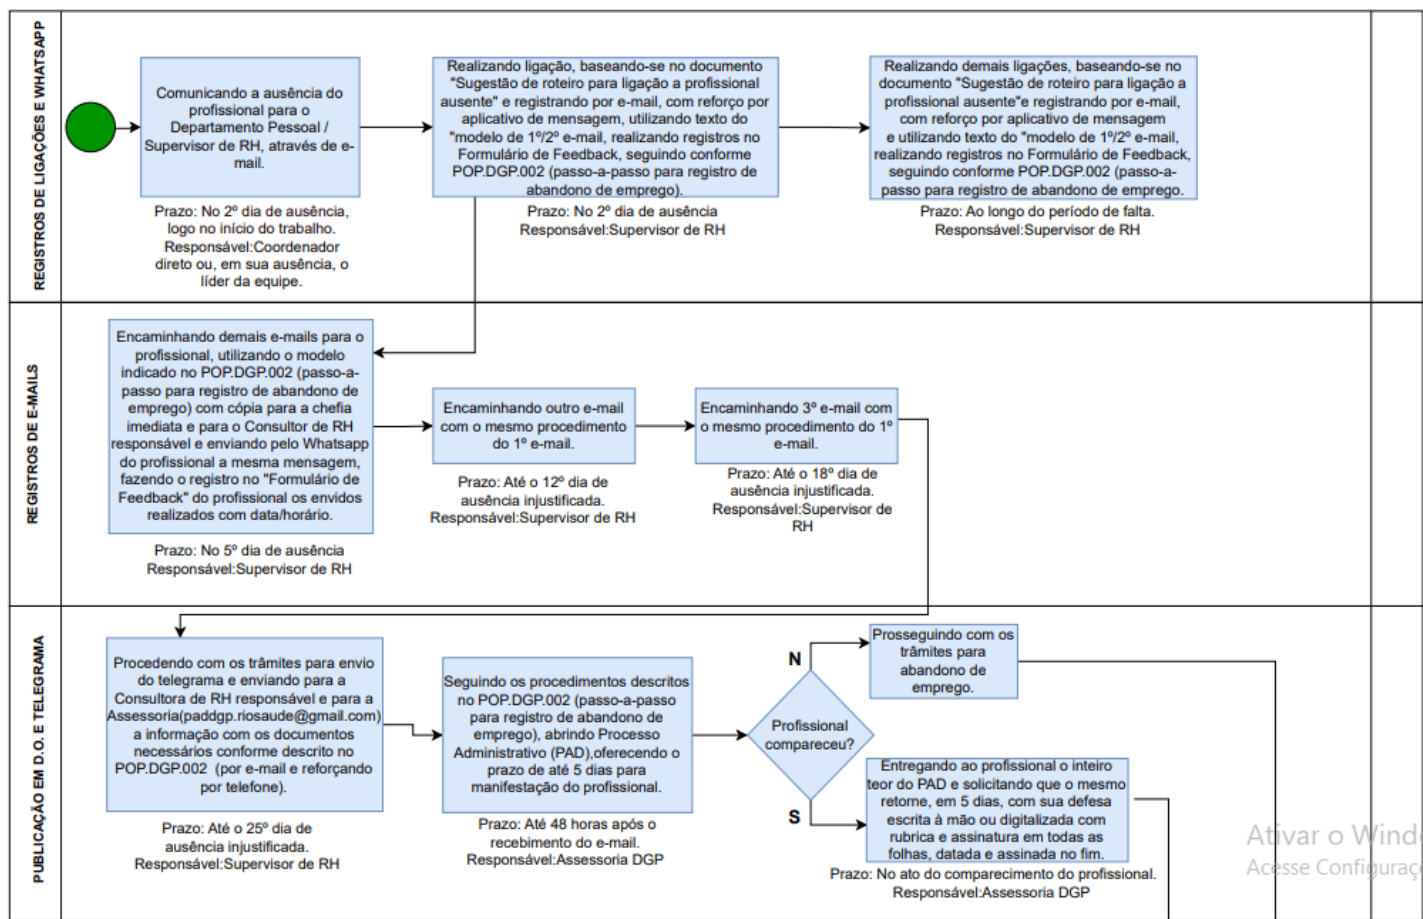 REGISTROS DE LIGAÇÕES E WHATSAPP
Comunicando a ausência do
profissional para o
Departamento Pessoal /
Supervisor de RH, através de e-
mail.
Prazo: No 2º dia de ausência,
logo no início do trabalho.
Responsável:Coordenador
direto ou, em sua ausência, o
líder da equipe.
Realizando ligação, baseando-se no documento
"Sugestão de roteiro para ligação a profissional
ausente" e registrando por e-mail, com reforço por
aplicativo de mensagem, utilizando texto do
"modelo de 1º/2º e-mail, realizando registros no
Formulário de Feedback, seguindo conforme
POP.DGP.002 (passo-a-passo para registro de
abandono de emprego).
Prazo: No 2º dia de ausência
Responsável:Supervisor de RH
Realizando demais ligações, baseando-se no
documento "Sugestão de roteiro para ligação a
profissional ausente"e registrando por e-mail,
com reforço por aplicativo de mensagem
e utilizando texto do "modelo de 1º/2º e-mail,
realizando registros no Formulário de Feedback,
seguindo conforme POP.DGP.002 (passo-a-
passo para registro de abandono de emprego.
Prazo: Ao longo do período de falta.
Responsável:Supervisor de RH
REGISTROS DE E-MAILS
Encaminhando demais e-mails para o
profissional, utilizando o modelo
indicado no POP.DGP.002 (passo-a-
passo para registro de abandono de
emprego) com cópia para a chefia
imediata e para o Consultor de RH
responsável e enviando pelo Whatsapp
do profissional a mesma mensagem,
fazendo o registro no "Formulário de
Feedback" do profissional os envidos
realizados com data/horário.
Prazo: No 5º dia de ausência
Responsável:Supervisor de RH
Encaminhando outro e-mail
com o mesmo procedimento
do 1º e-mail.
Prazo: Até o 12º dia de
ausência injustificada.
Responsável:Supervisor de RH
Encaminhando 3º e-mail com
o mesmo procedimento do 1º
e-mail.
Prazo: Até o 18º dia de
ausência injustificada.
Responsável:Supervisor de
RH
PUBLICAÇÃO EM D.O. E TELEGRAMA
Procedendo com os trâmites para envio
do telegrama e enviando para a
Consultora de RH responsável e para a
Assessoria(paddgp.riosaude@gmail.com)
a informação com os documentos
necessários conforme descrito no
POP.DGP.002 (por e-mail e reforçando
por telefone).
Prazo: Até o 25º dia de
ausência injustificada.
Responsável:Supervisor de RH
Seguindo os procedimentos descritos
no POP.DGP.002 (passo-a-passo
para registro de abandono de
emprego), abrindo Processo
Administrativo (PAD),oferecendo o
prazo de até 5 dias para
manifestação do profissional.
Prazo: Até 48 horas após o
recebimento do e-mail.
Responsável:Assessoria DGP
Profissional
compareceu?
N
Prosseguindo com os
trâmites para
abandono de
emprego.
S
Entregando ao profissional o inteiro
teor do PAD e solicitando que o mesmo
retorne, em 5 dias, com sua defesa
escrita à mão ou digitalizada com
rubrica e assinatura em todas as
folhas, datada e assinada no fim.
Prazo: No ato do comparecimento do profissional.
Responsável:Assessoria DGP
Ativar o Wind
Acesse Configuraç